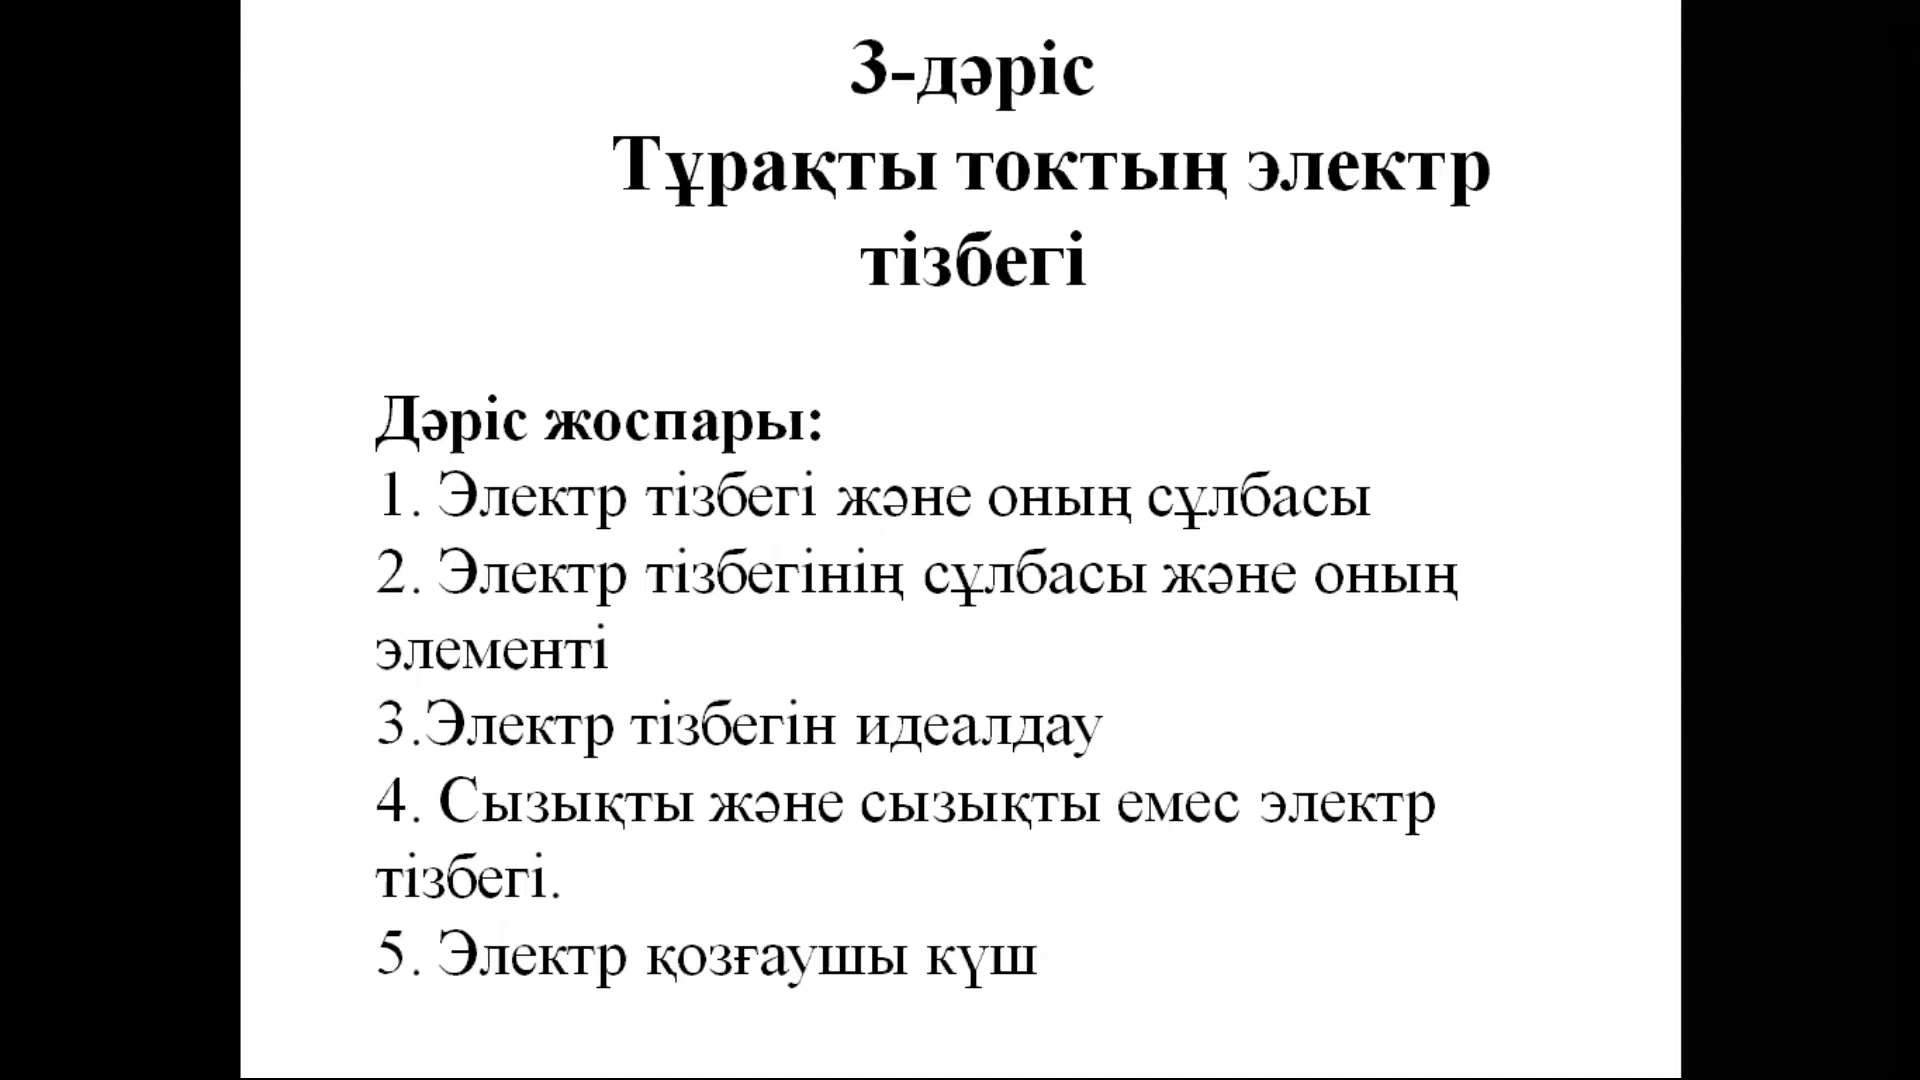 3-дәріс
Тұрақты токтың электр
тізбегі
Дәріс жоспары:
1. Электр тізбегі және оның сұлбасы
2. Электр тізбегінің сұлбасы және оның
элементі
3.Электр тізбегін идеалдау
4. Сызықты және сызықты емес электр
тізбегі.
5. Электр қозғаушы күш